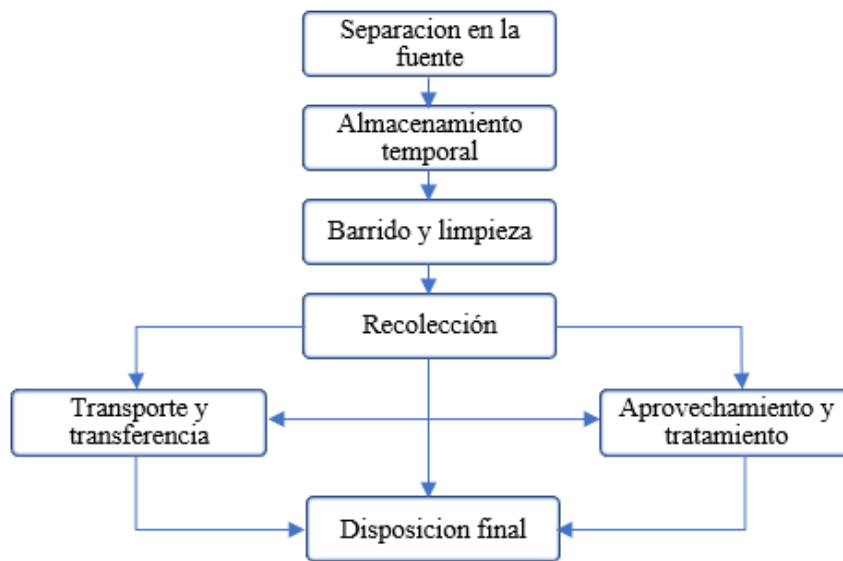 Separacion en la
fuente
Almacenamiento
temporal
Barrido y limpieza
Recolección
Transporte y
transferencia
Aprovechamiento y
tratamiento
Disposicion final